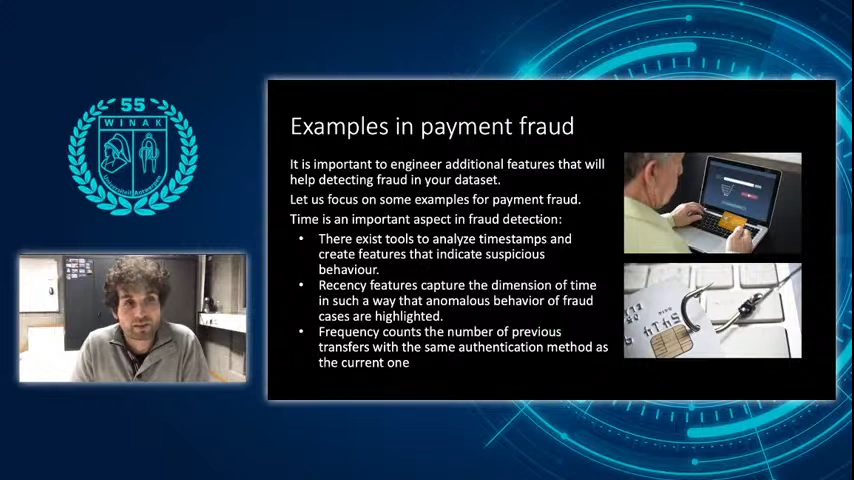 55
WINAK
Universiteit Antwerpen
Examples in payment fraud
It is important to engineer additional features that will
help detecting fraud in your dataset.
Let us focus on some examples for payment fraud.
Time is an important aspect in fraud detection:
• There exist tools to analyze timestamps and
create features that indicate suspicious
behaviour.
• Recency features capture the dimension of time
in such a way that anomalous behavior of fraud
cases are highlighted.
• Frequency counts the number of previous
transfers with the same authentication method as
the current one